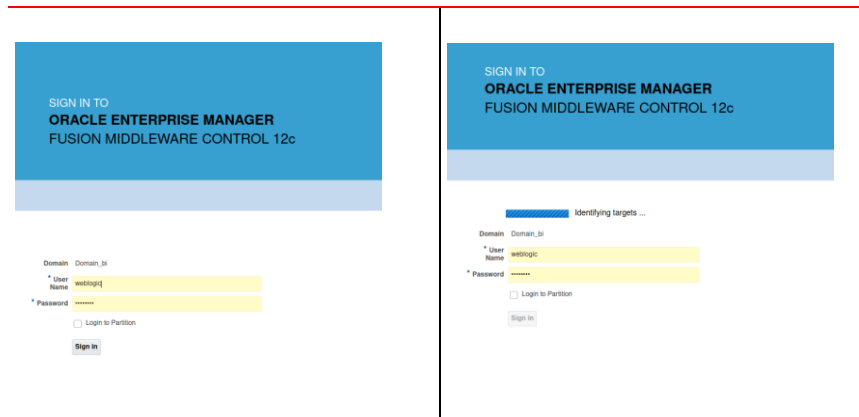 SIGN IN TO
ORACLE ENTERPRISE MANAGER
FUSION MIDDLEWARE CONTROL 12c
Domain Domain_bi
* User Name weblogic
* Password ••••••••
Login to Partition
Sign in
SIGN IN TO
ORACLE ENTERPRISE MANAGER
FUSION MIDDLEWARE CONTROL 12c
Identifying targets ...
Domain Domain_bi
* User Name weblogic
* Password ••••••••
Login to Partition
Sign in